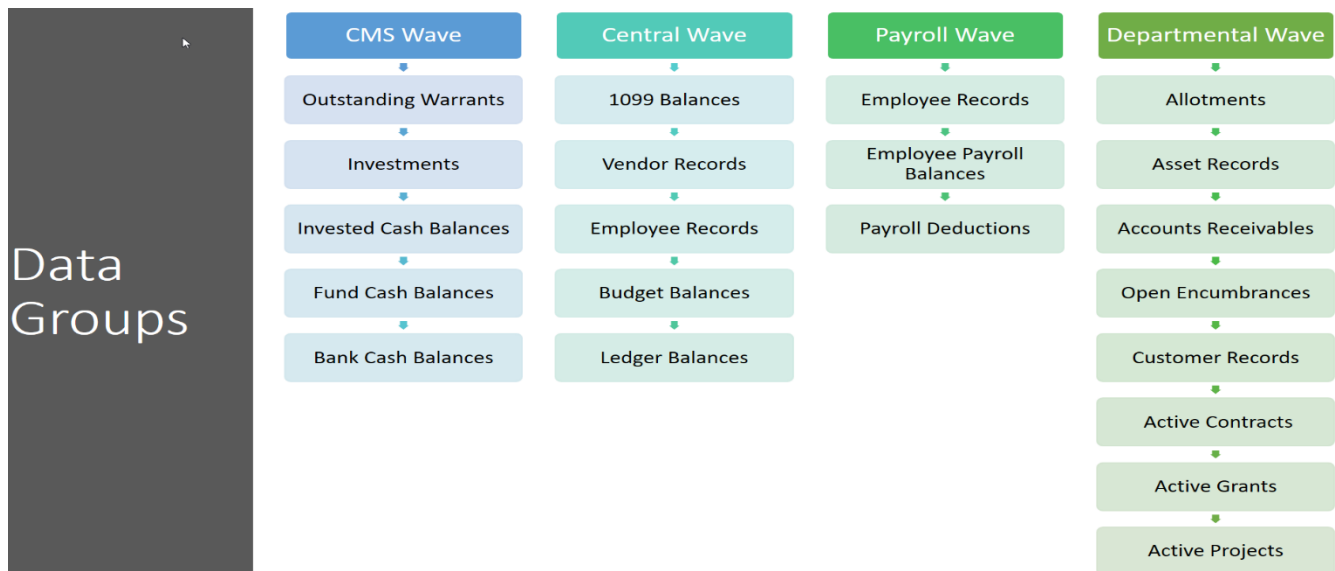 Data
Groups
CMS Wave
Outstanding Warrants
Investments
Invested Cash Balances
Fund Cash Balances
Bank Cash Balances
Central Wave
1099 Balances
Vendor Records
Employee Records
Budget Balances
Ledger Balances
Payroll Wave
Employee Records
Employee Payroll
Balances
Payroll Deductions
Departmental Wave
Allotments
Asset Records
Accounts Receivables
Open Encumbrances
Customer Records
Active Contracts
Active Grants
Active Projects